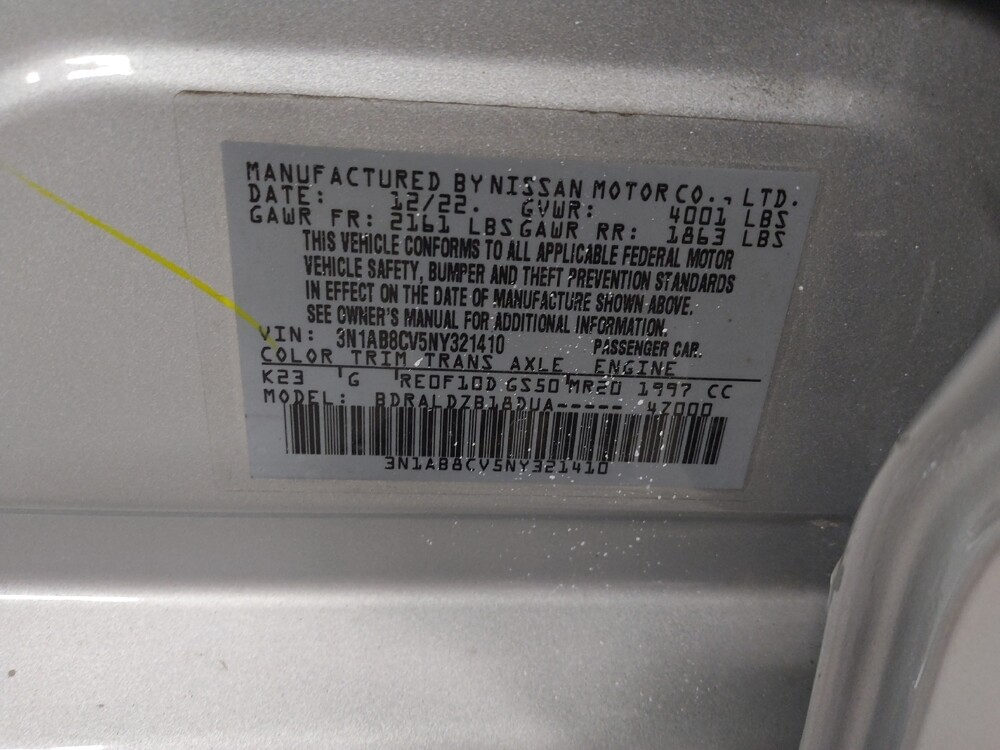 MANUFACTURED BY NISSAN MOTOR CO., LTD.
DATE: 12/22. GVWR: 4001 LBS
GAWR FR: 2161 LBS GAWR RR: 1863 LBS
THIS VEHICLE CONFORMS TO ALL APPLICABLE FEDERAL MOTOR
VEHICLE SAFETY, BUMPER AND THEFT PREVENTION STANDARDS
IN EFFECT ON THE DATE OF MANUFACTURE SHOWN ABOVE.
SEE OWNER'S MANUAL FOR ADDITIONAL INFORMATION.
VIN: 3N1AB8CV5NY321410 PASSENGER CAR.
COLOR TRIM TRANS AXLE ENGINE
K23 G RE0F10D GS50 MR20 1997 CC
MODEL: BDRALDZB18DUA----- 47000
3N1AB8CV5NY321410